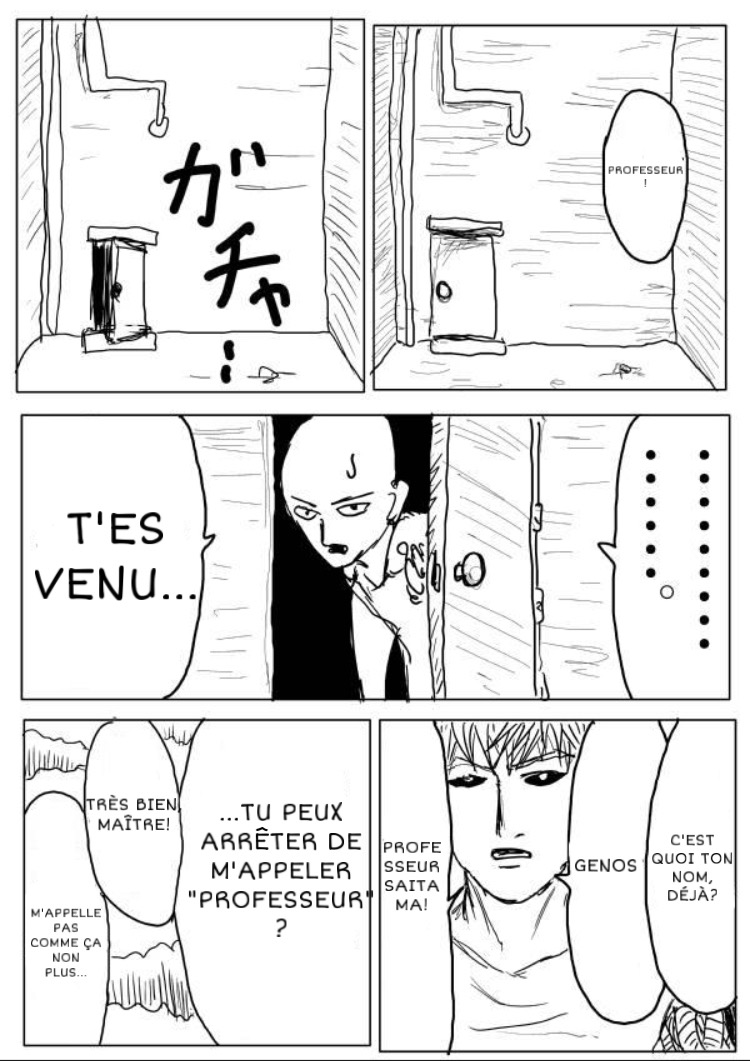 PROFESSEUR
!
ガチャ
⋮
● ● ● ● ● ● ● ● ●
● ● ● ● ● ● 。
T'ES
VENU...
C'EST
QUOI TON
NOM,
DÉJÀ?
GENOS
PROFE
SSEUR
SAITA
MA!
...TU PEUX
ARRÊTER DE
M'APPELER
"PROFESSEUR"
?
TRÈS BIEN,
MAÎTRE!
M'APPELLE
PAS
COMME ÇA
NON
PLUS...